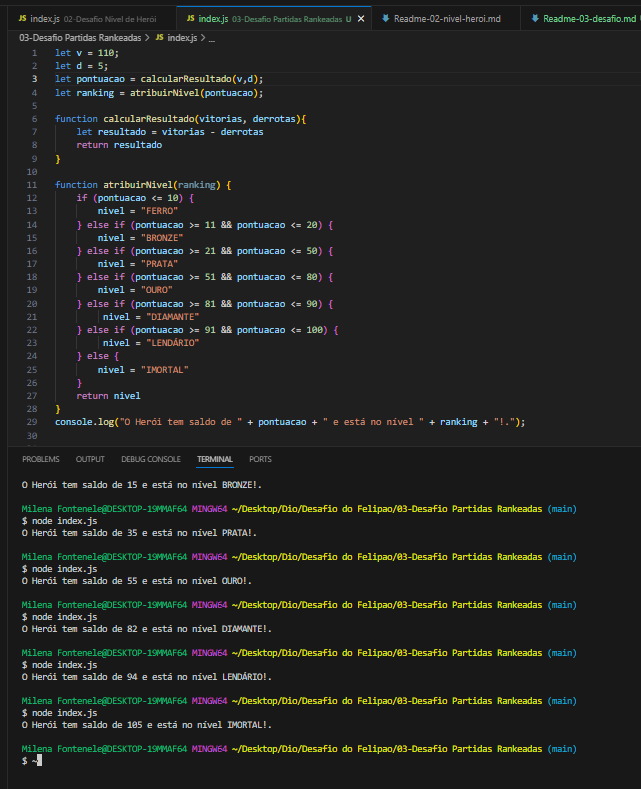 JS index.js 02-Desafio Nivel de Herói JS index.js 03-Desafio Partidas Rankeadas U × Readme-02-nivel-heroi.md Readme-03-desafio.md U
03-Desafio Partidas Rankeadas > JS index.js > ...
1 let v = 110;
2 let d = 5;
3 let pontuacao = calcularResultado(v,d);
4 let ranking = atribuirNivel(pontuacao);
5
6 function calcularResultado(vitorias, derrotas){
7 let resultado = vitorias - derrotas
8 return resultado
9 }
10
11 function atribuirNivel(ranking) {
12 if (pontuacao <= 10) {
13 nivel = "FERRO"
14 } else if (pontuacao >= 11 && pontuacao <= 20) {
15 nivel = "BRONZE"
16 } else if (pontuacao >= 21 && pontuacao <= 50) {
17 nivel = "PRATA"
18 } else if (pontuacao >= 51 && pontuacao <= 80) {
19 nivel = "OURO"
20 } else if (pontuacao >= 81 && pontuacao <= 90) {
21 nivel = "DIAMANTE"
22 } else if (pontuacao >= 91 && pontuacao <= 100) {
23 nivel = "LENDÁRIO"
24 } else {
25 nivel = "IMORTAL"
26 }
27 return nivel
28 }
29 console.log("O Herói tem saldo de " + pontuacao + " e está no nível " + ranking + "!.");
30
PROBLEMS OUTPUT DEBUG CONSOLE TERMINAL PORTS
O Herói tem saldo de 15 e está no nível BRONZE!.
Milena Fontenele@DESKTOP-19MMAF64 MINGW64 ~/Desktop/Dio/Desafio do Felipao/03-Desafio Partidas Rankeadas (main)
$ node index.js
O Herói tem saldo de 35 e está no nível PRATA!.
Milena Fontenele@DESKTOP-19MMAF64 MINGW64 ~/Desktop/Dio/Desafio do Felipao/03-Desafio Partidas Rankeadas (main)
$ node index.js
O Herói tem saldo de 55 e está no nível OURO!.
Milena Fontenele@DESKTOP-19MMAF64 MINGW64 ~/Desktop/Dio/Desafio do Felipao/03-Desafio Partidas Rankeadas (main)
$ node index.js
O Herói tem saldo de 82 e está no nível DIAMANTE!.
Milena Fontenele@DESKTOP-19MMAF64 MINGW64 ~/Desktop/Dio/Desafio do Felipao/03-Desafio Partidas Rankeadas (main)
$ node index.js
O Herói tem saldo de 94 e está no nível LENDÁRIO!.
Milena Fontenele@DESKTOP-19MMAF64 MINGW64 ~/Desktop/Dio/Desafio do Felipao/03-Desafio Partidas Rankeadas (main)
$ node index.js
O Herói tem saldo de 105 e está no nível IMORTAL!.
Milena Fontenele@DESKTOP-19MMAF64 MINGW64 ~/Desktop/Dio/Desafio do Felipao/03-Desafio Partidas Rankeadas (main)
$ ~